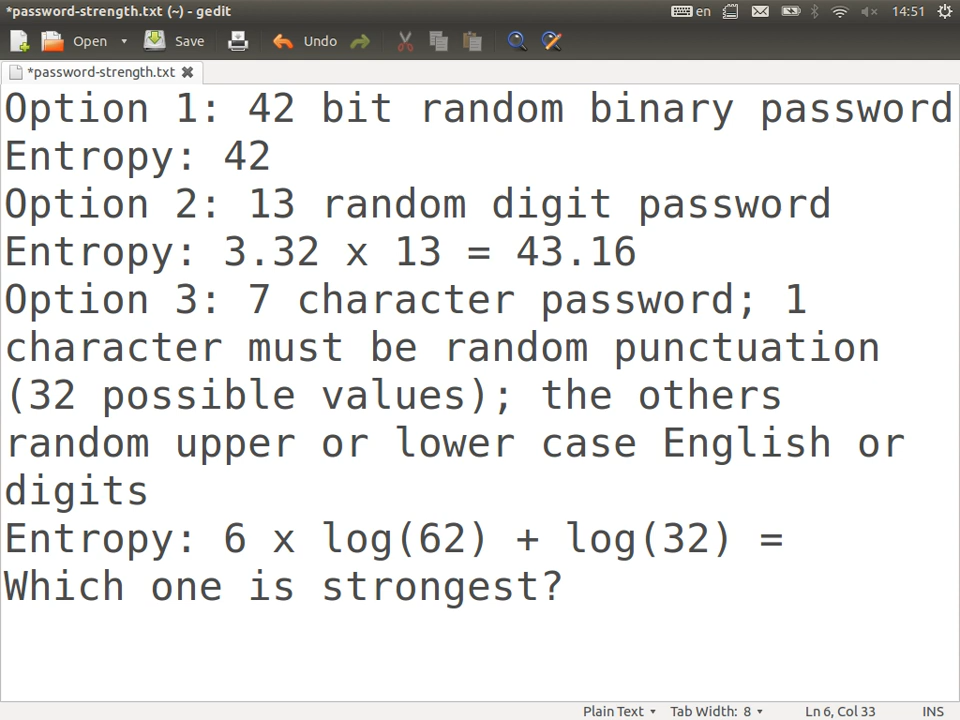 *password-strength.txt (~) - gedit
en
14:51
Open
Save
Undo
*password-strength.txt
Option 1: 42 bit random binary password
Entropy: 42
Option 2: 13 random digit password
Entropy: 3.32 x 13 = 43.16
Option 3: 7 character password; 1
character must be random punctuation
(32 possible values); the others
random upper or lower case English or
digits
Entropy: 6 x log(62) + log(32) =
Which one is strongest?
Plain Text
Tab Width: 8
Ln 6, Col 33
INS